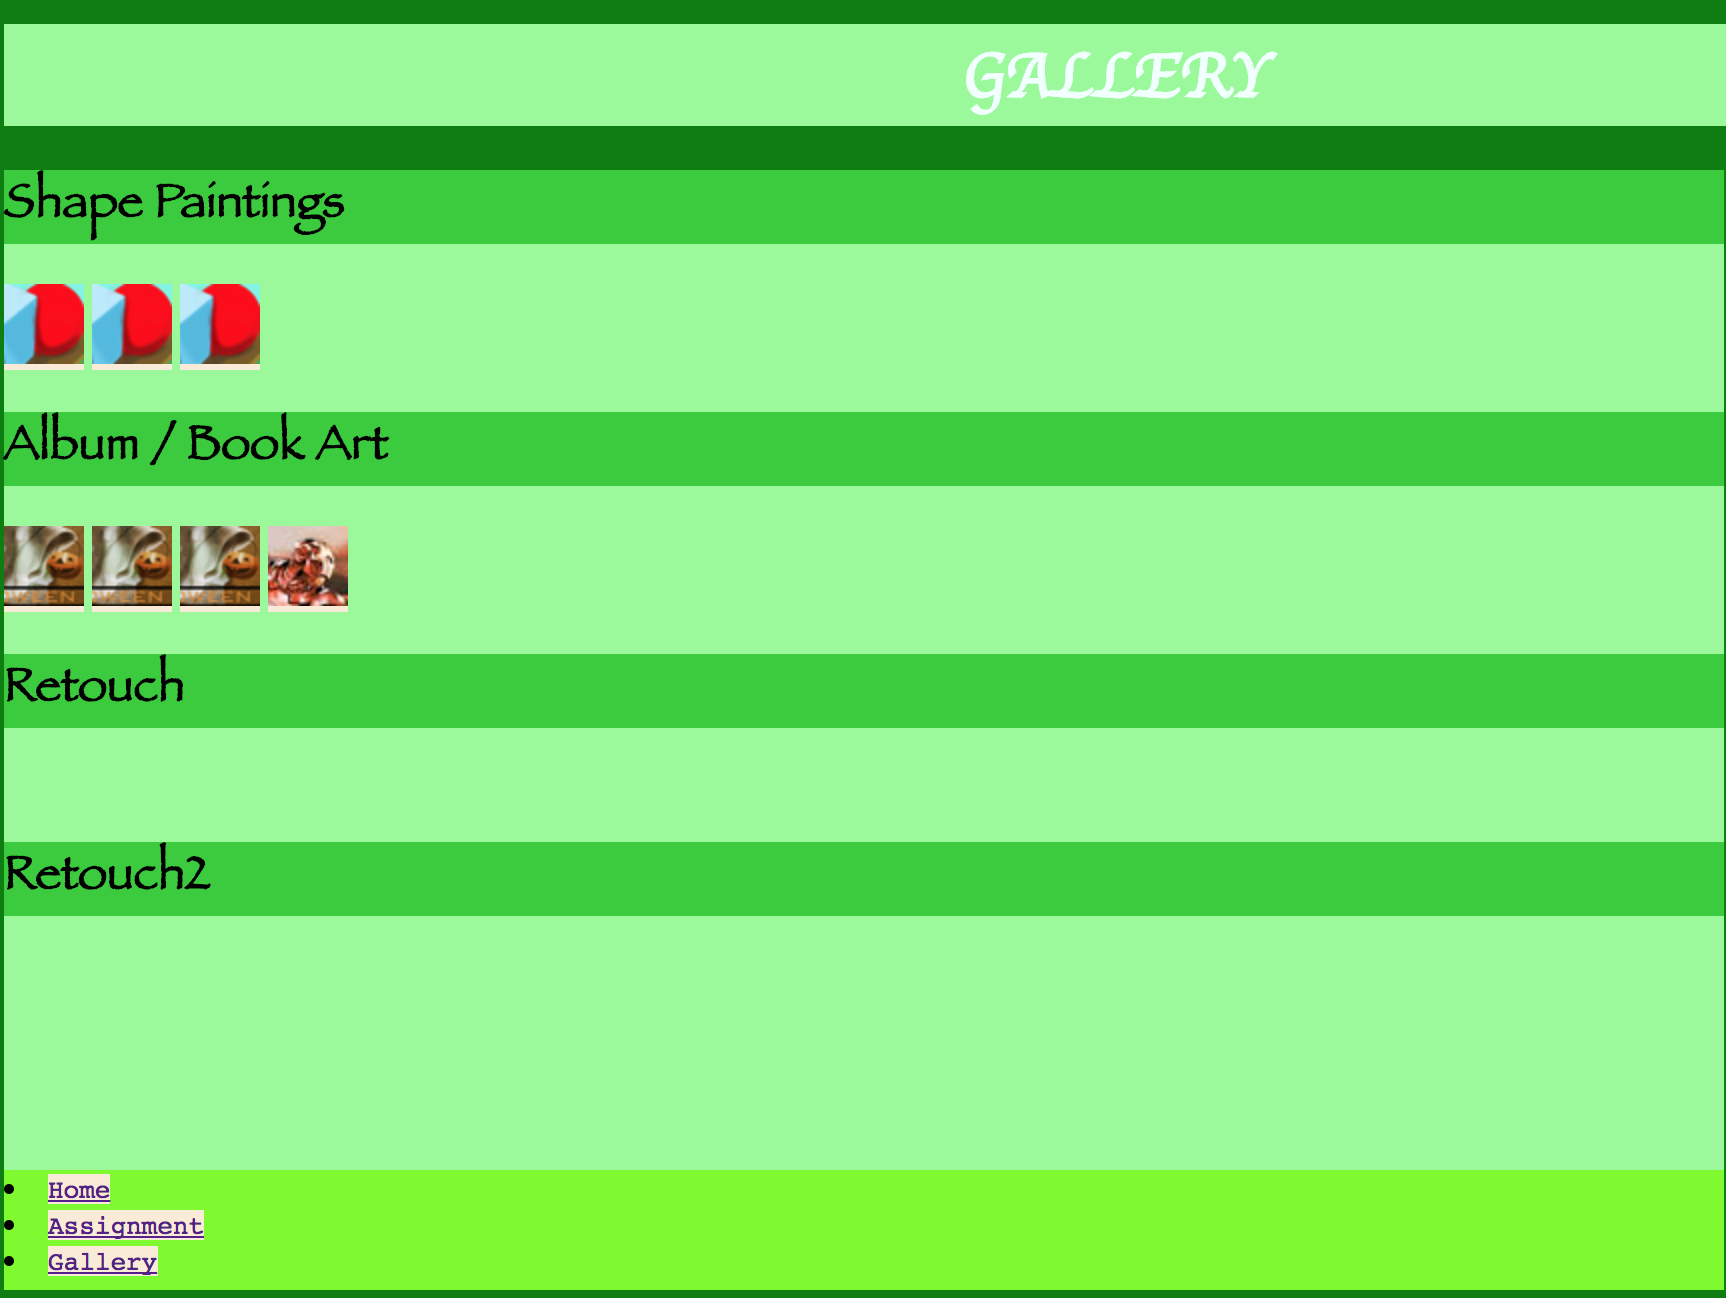 GALLERY
Shape Paintings
Album / Book Art
Retouch
Retouch2
Home
Assignment
Gallery